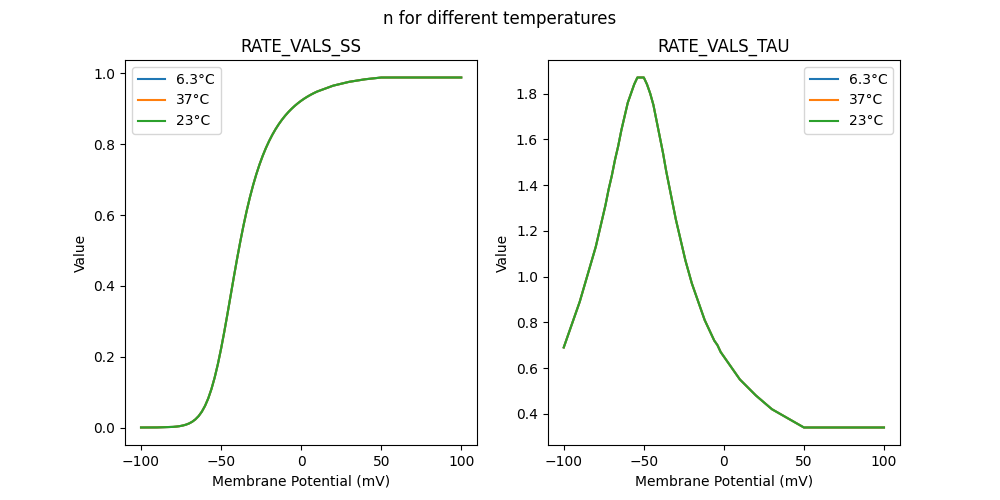 n for different temperatures
RATE_VALS_SS
RATE_VALS_TAU
1.0
0.8
0.6
0.4
0.2
0.0
Value
6.3°C
37°C
23°C
−100
−50
0
50
100
Membrane Potential (mV)
1.8
1.6
1.4
1.2
1.0
0.8
0.6
0.4
Value
6.3°C
37°C
23°C
−100
−50
0
50
100
Membrane Potential (mV)